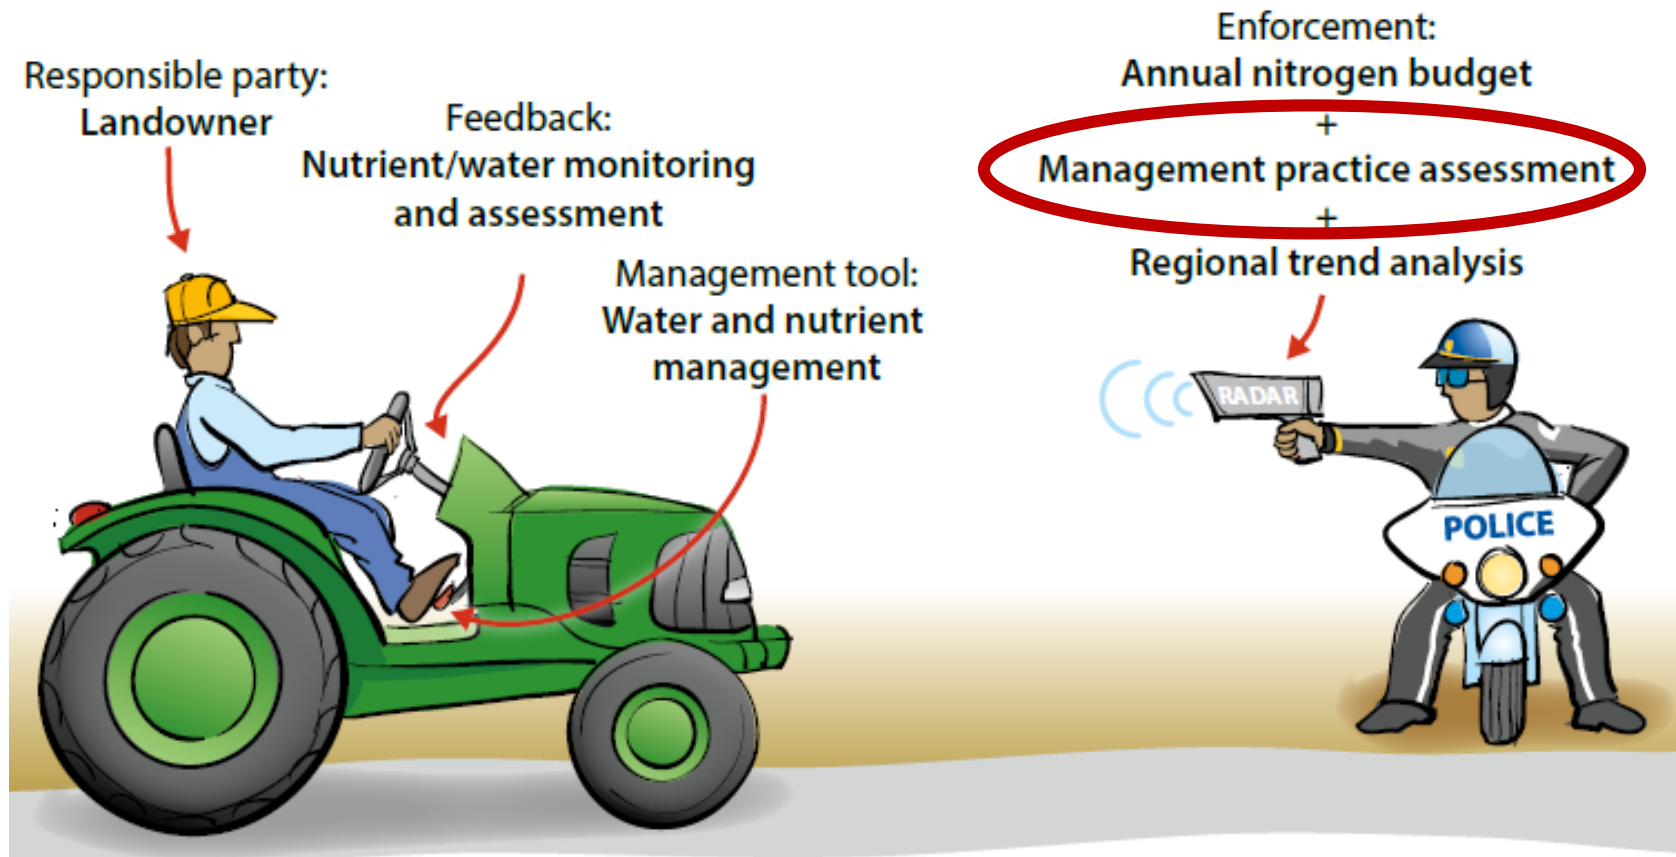 Responsible party:
Landowner
Feedback:
Nutrient/water monitoring
and assessment
Management tool:
Water and nutrient
management
Enforcement:
Annual nitrogen budget
+
Management practice assessment
+
Regional trend analysis
RADAR
POLICE